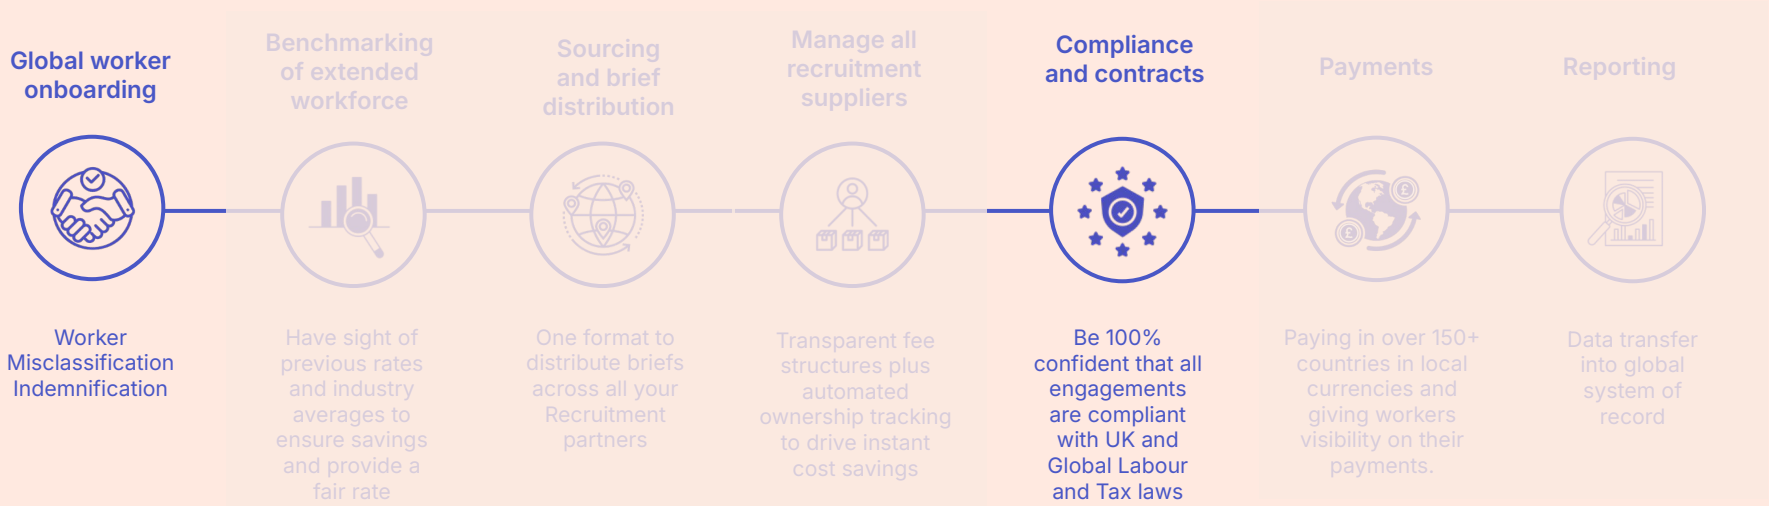 Global worker
onboarding
Worker
Misclassification
Indemnification
Benchmarking
of extended
workforce
Have sight of
previous rates
and industry
averages to
ensure savings
and provide a
fair rate
Sourcing
and brief
distribution
One format to
distribute briefs
across all your
Recruitment
partners
Manage all
recruitment
suppliers
Transparent fee
structures plus
automated
ownership tracking
to drive instant
cost savings
Compliance
and contracts
Be 100%
confident that all
engagements
are compliant
with UK and
Global Labour
and Tax laws
Payments
£
£
Paying in over 150+
countries in local
currencies and
giving workers
visibility on their
payments.
Reporting
Data transfer
into global
system of
record